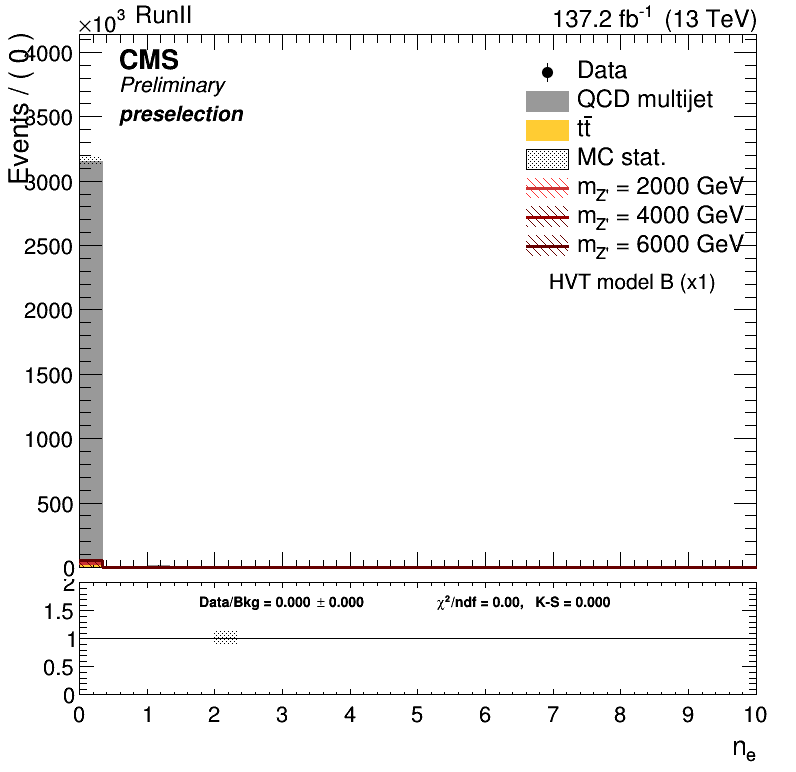 ×10³ RunII 137.2 fb⁻¹ (13 TeV)
Events / ( 0 )
CMS
Preliminary
preselection
Data
QCD multijet
tt̄
MC stat.
m_Z' = 2000 GeV
m_Z' = 4000 GeV
m_Z' = 6000 GeV
HVT model B (x1)
4000
3500
3000
2500
2000
1500
1000
500
0
Data/Bkg = 0.000 ± 0.000 χ²/ndf = 0.00, K-S = 0.000
2
1.5
1
0.5
0
0 1 2 3 4 5 6 7 8 9 10
n_e